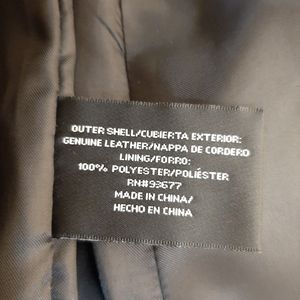 OUTER SHELL/CUBIERTA EXTERIOR:
GENUINE LEATHER/NAPPA DE CORDERO
LINING/FORRO:
100% POLYESTER/POLIÉSTER
RN#93677
MADE IN CHINA/
HECHO EN CHINA